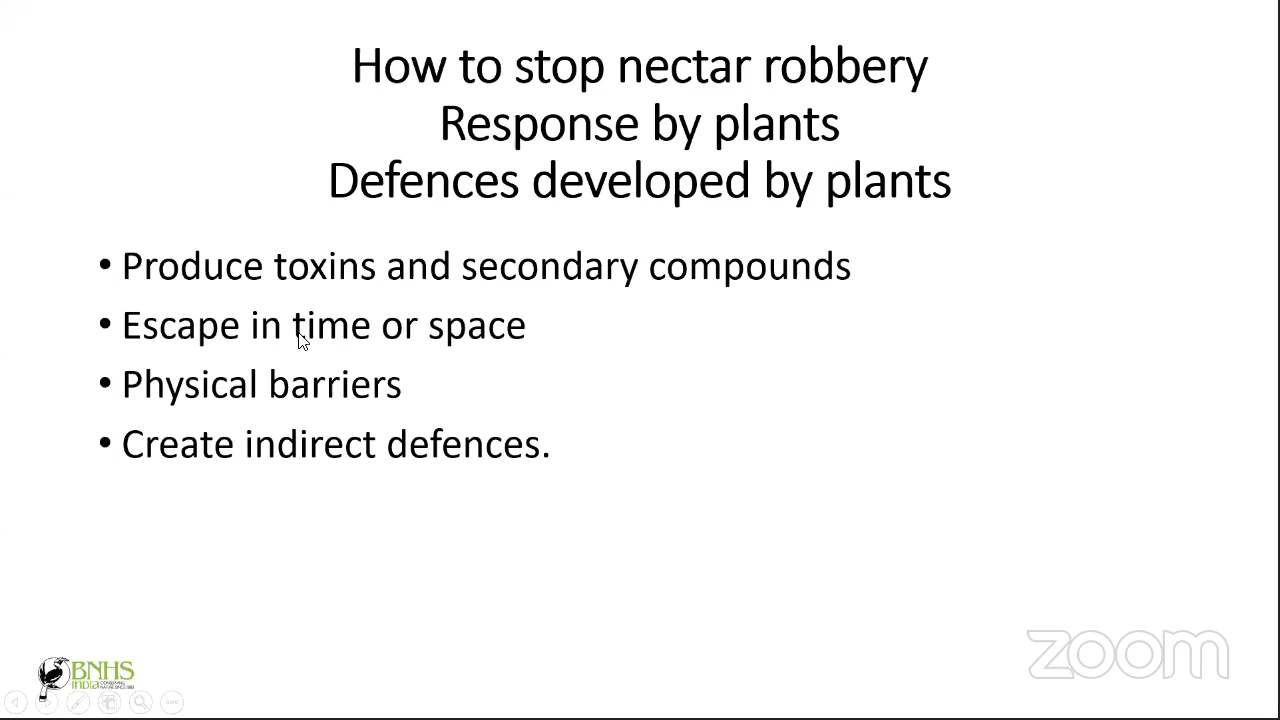 How to stop nectar robbery
Response by plants
Defences developed by plants
• Produce toxins and secondary compounds
• Escape in time or space
• Physical barriers
• Create indirect defences.
BNHS
INDIA
zoom